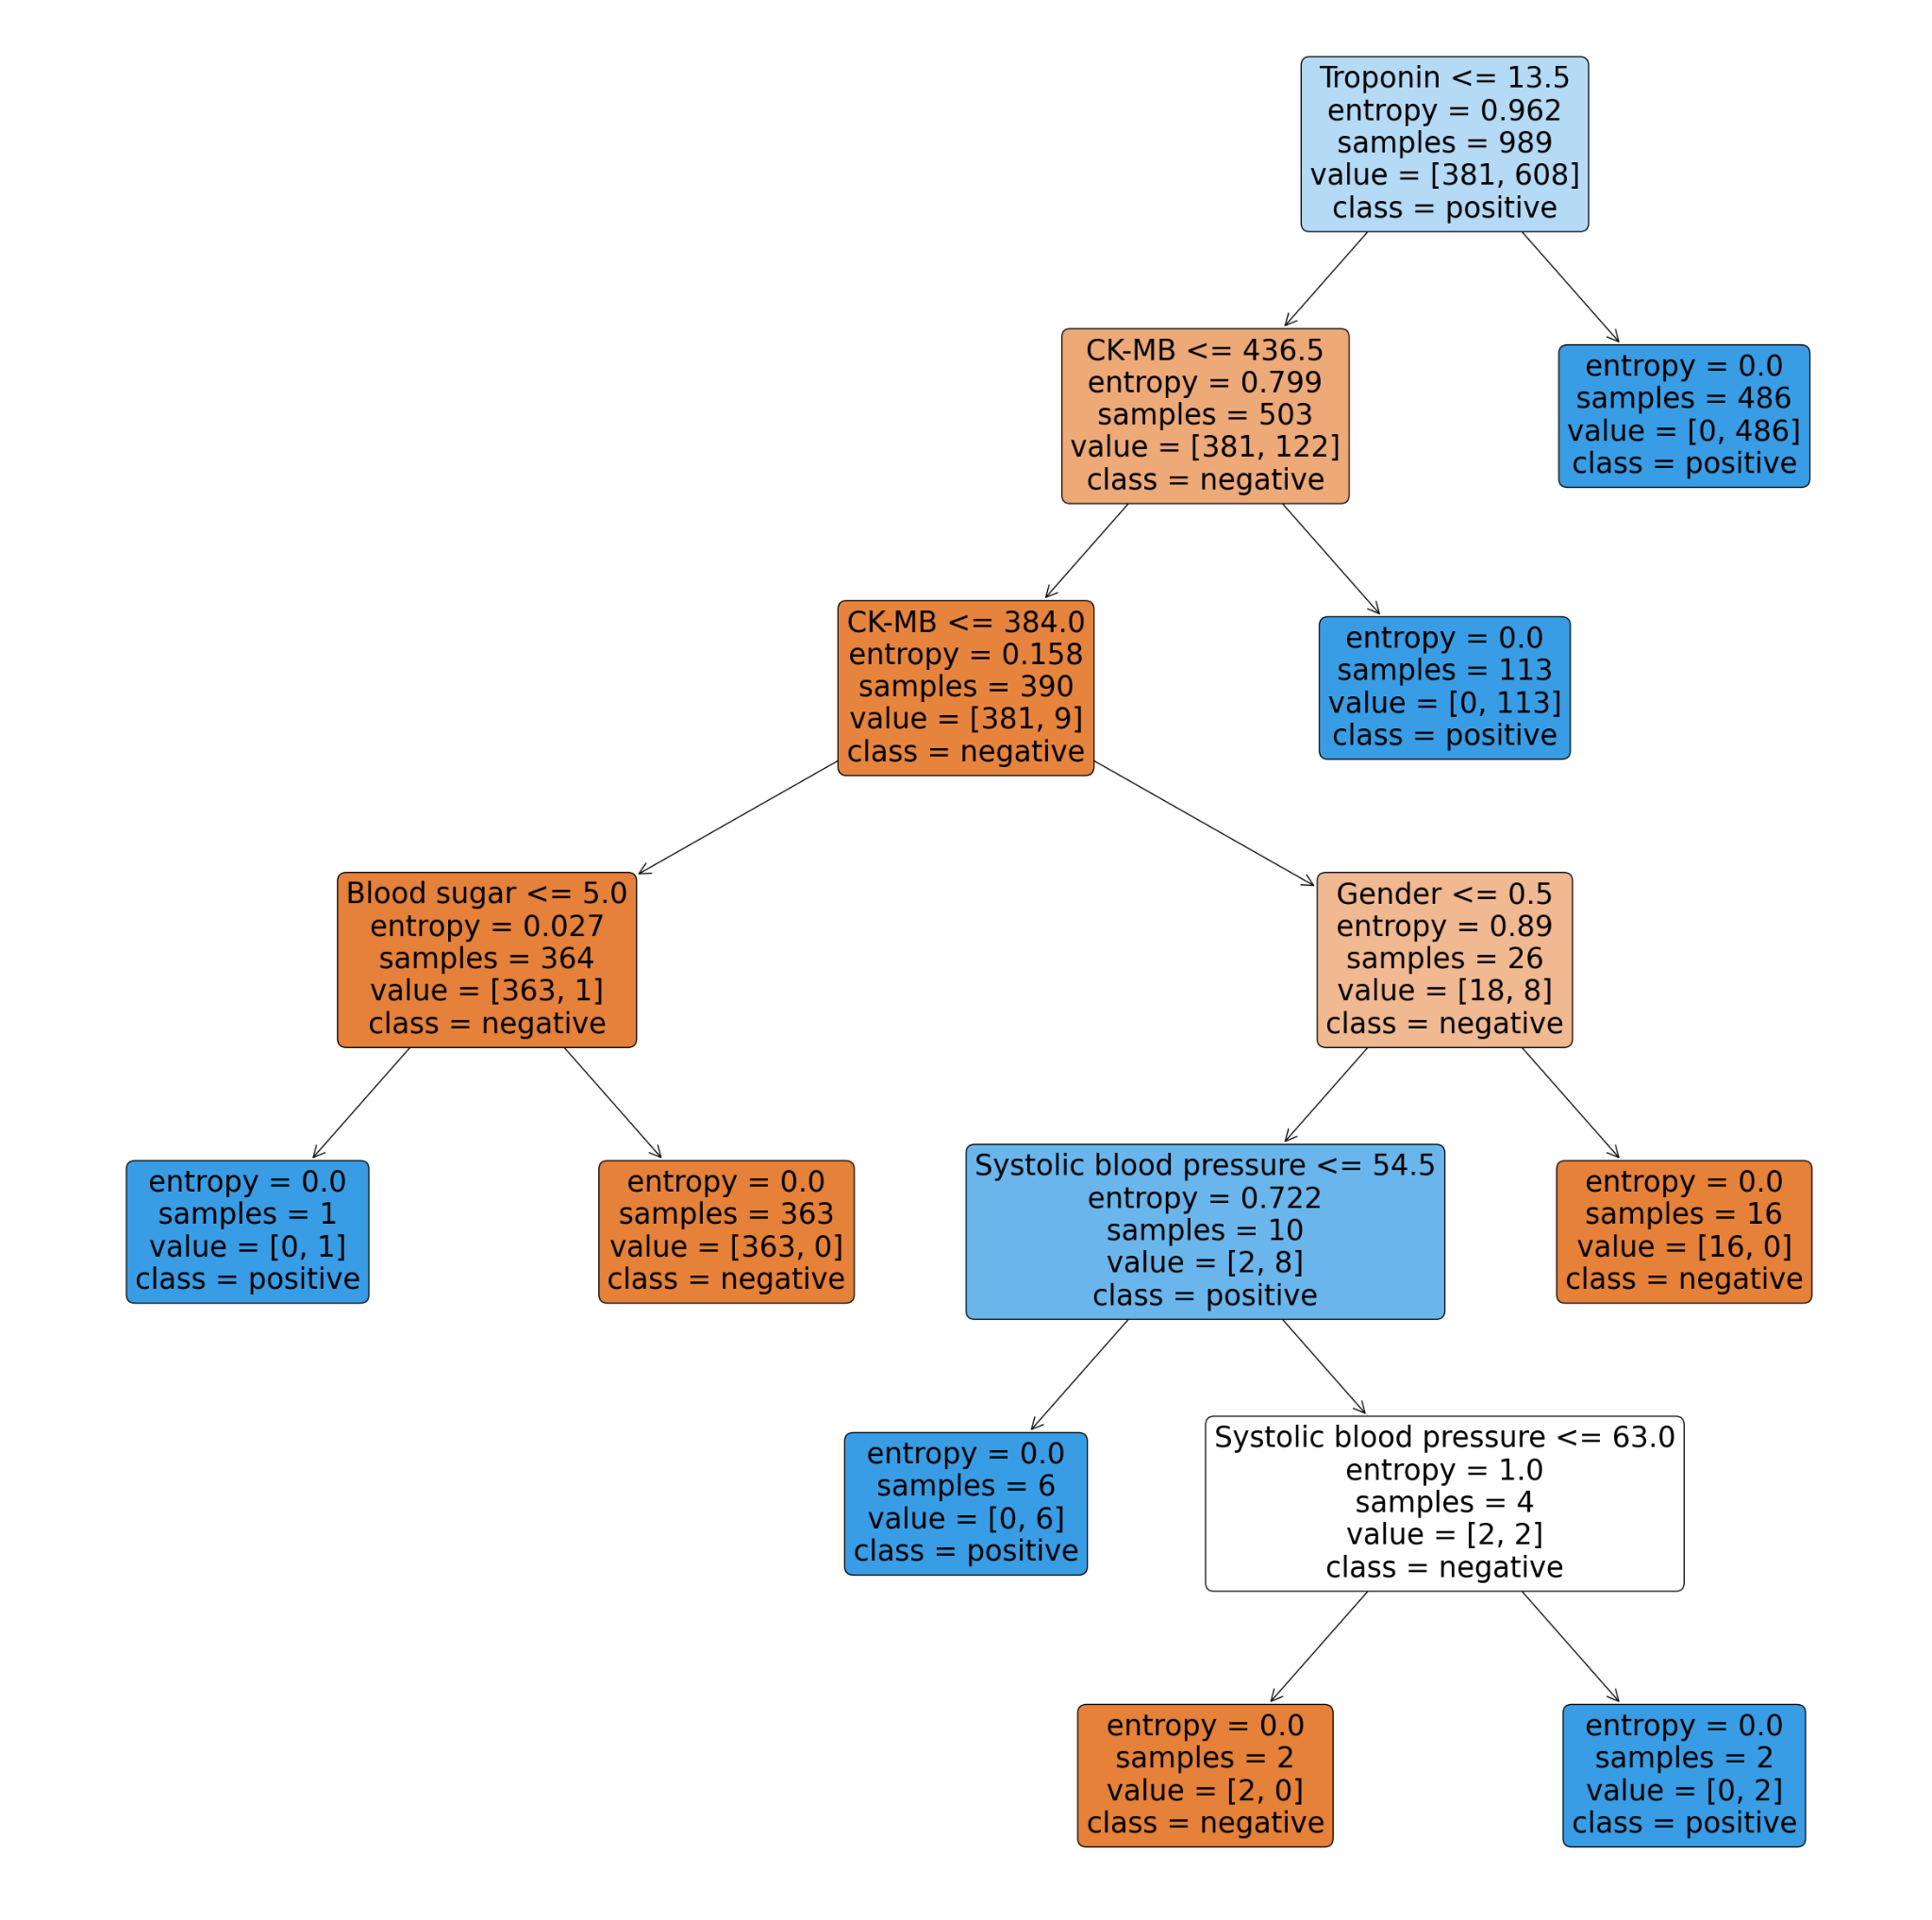 Troponin <= 13.5
entropy = 0.962
samples = 989
value = [381, 608]
class = positive
CK-MB <= 436.5
entropy = 0.799
samples = 503
value = [381, 122]
class = negative
entropy = 0.0
samples = 486
value = [0, 486]
class = positive
CK-MB <= 384.0
entropy = 0.158
samples = 390
value = [381, 9]
class = negative
entropy = 0.0
samples = 113
value = [0, 113]
class = positive
Blood sugar <= 5.0
entropy = 0.027
samples = 364
value = [363, 1]
class = negative
Gender <= 0.5
entropy = 0.89
samples = 26
value = [18, 8]
class = negative
entropy = 0.0
samples = 1
value = [0, 1]
class = positive
entropy = 0.0
samples = 363
value = [363, 0]
class = negative
Systolic blood pressure <= 54.5
entropy = 0.722
samples = 10
value = [2, 8]
class = positive
entropy = 0.0
samples = 16
value = [16, 0]
class = negative
entropy = 0.0
samples = 6
value = [0, 6]
class = positive
Systolic blood pressure <= 63.0
entropy = 1.0
samples = 4
value = [2, 2]
class = negative
entropy = 0.0
samples = 2
value = [2, 0]
class = negative
entropy = 0.0
samples = 2
value = [0, 2]
class = positive